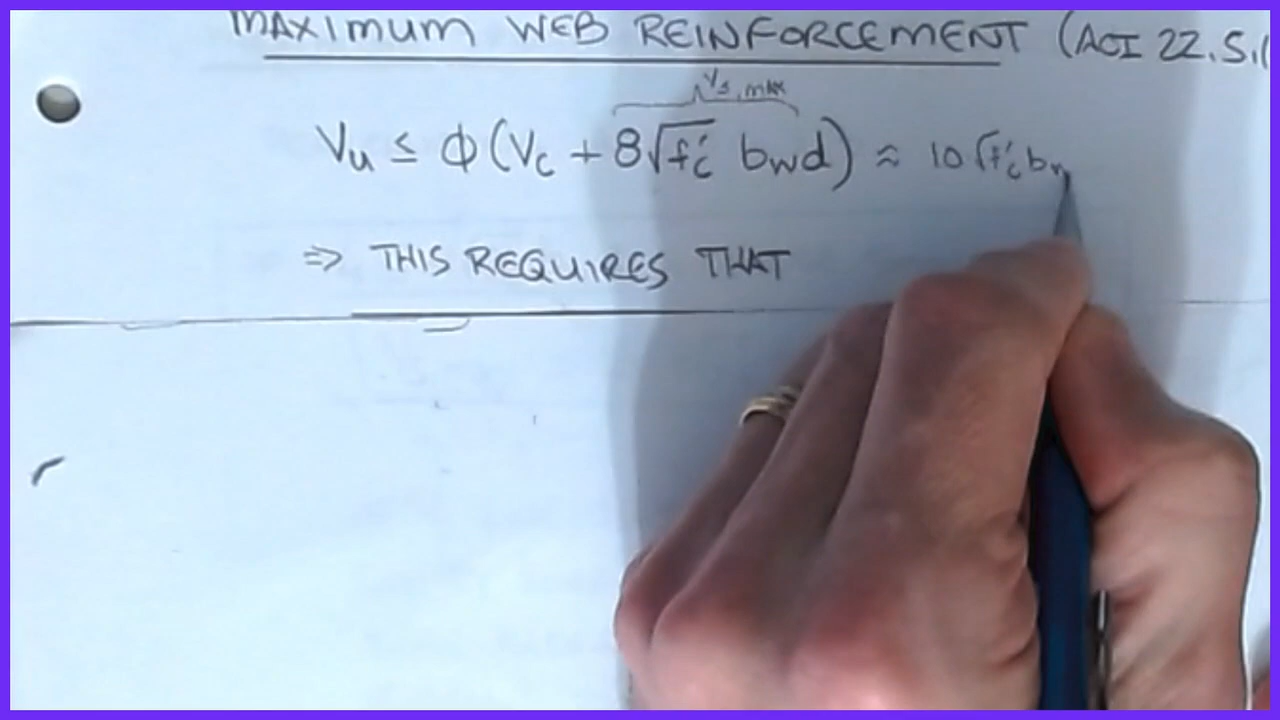 MAXIMUM WEB REINFORCEMENT (ACI 22.5.1
Vs,max
Vu ≤ ϕ(Vc + 8√f'c bwd) ≈ 10√f'c bw
⇒ THIS REQUIRES THAT